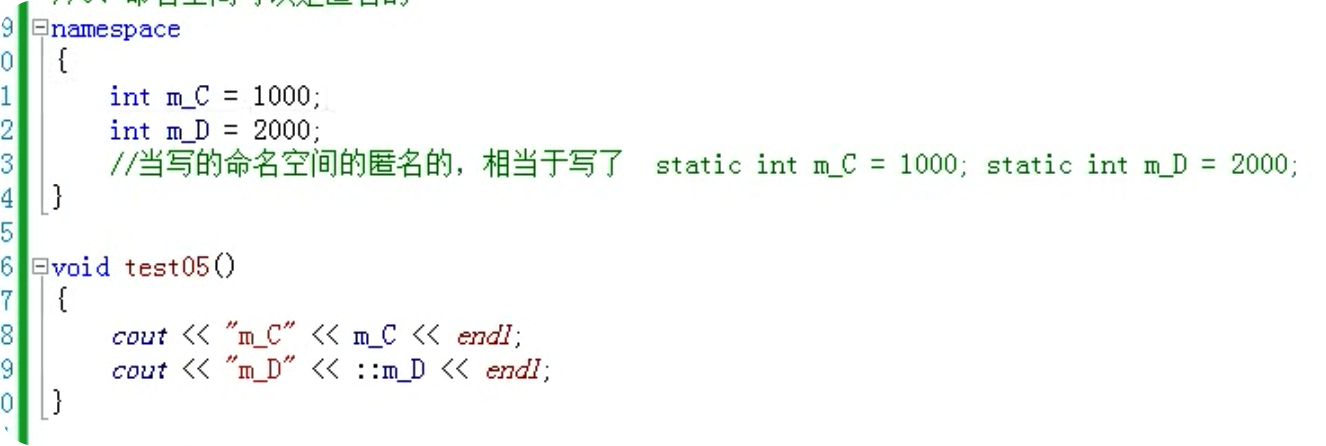 9 namespace
0 {
1 int m_C = 1000;
2 int m_D = 2000;
3 //当写的命名空间的匿名的，相当于写了 static int m_C = 1000; static int m_D = 2000;
4 }
5
6 void test05()
7 {
8 cout << "m_C" << m_C << endl;
9 cout << "m_D" << ::m_D << endl;
0 }